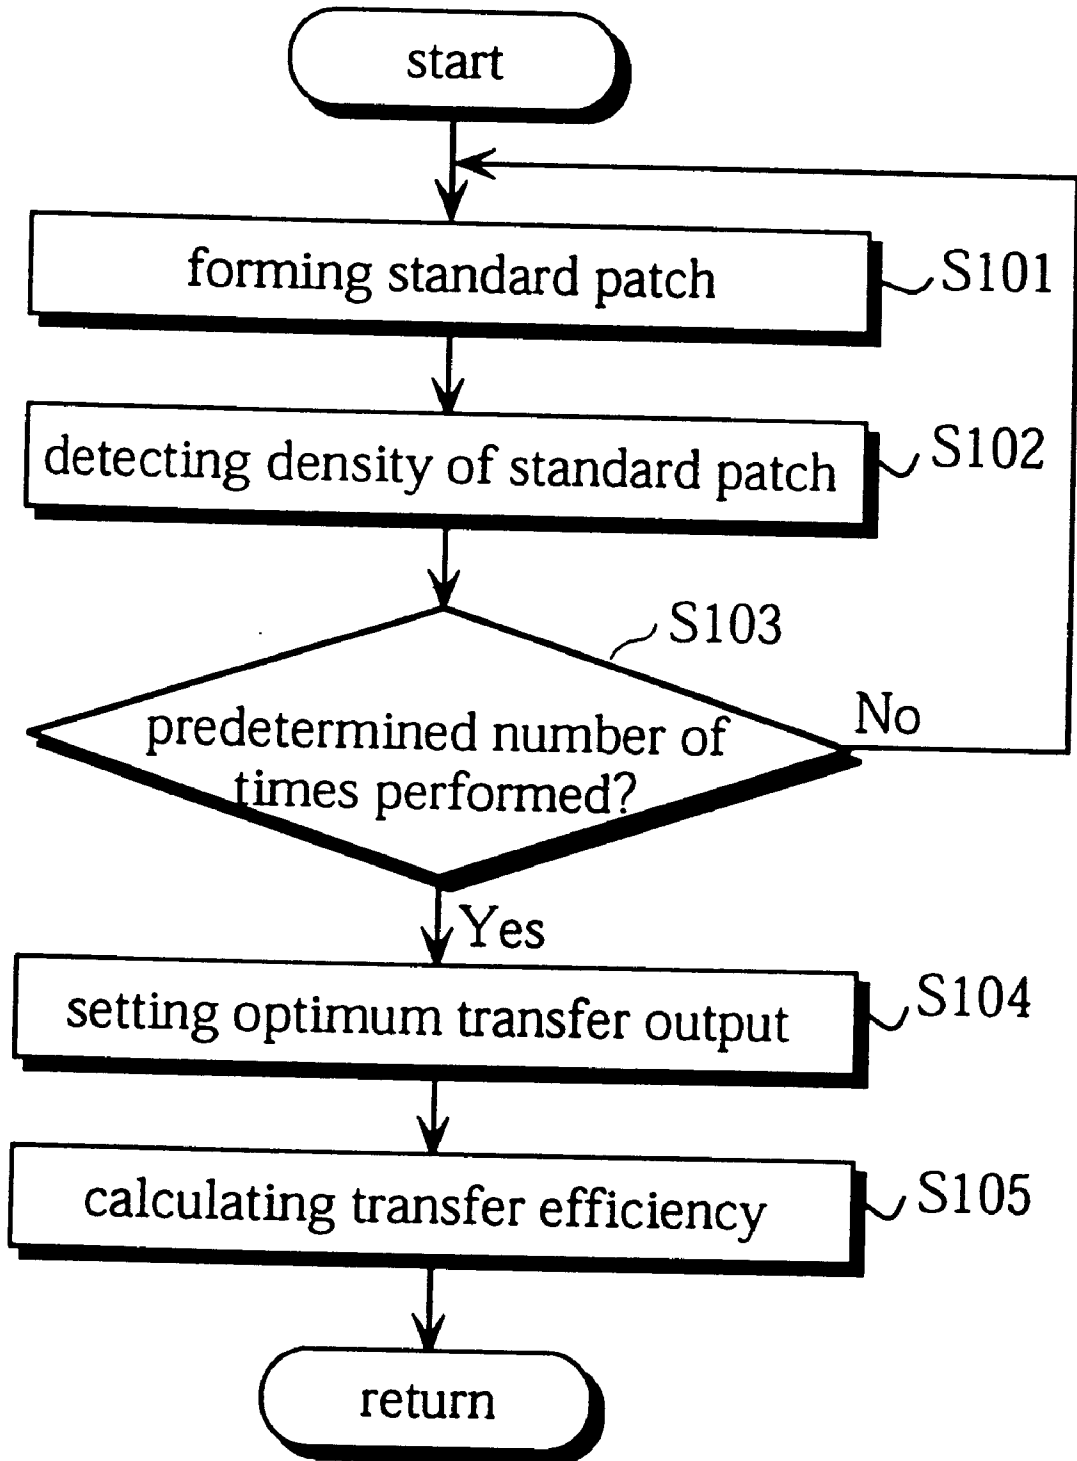 start
forming standard patch
S101
detecting density of standard patch
S102
S103
predetermined number of
times performed?
No
Yes
setting optimum transfer output
S104
calculating transfer efficiency
S105
return